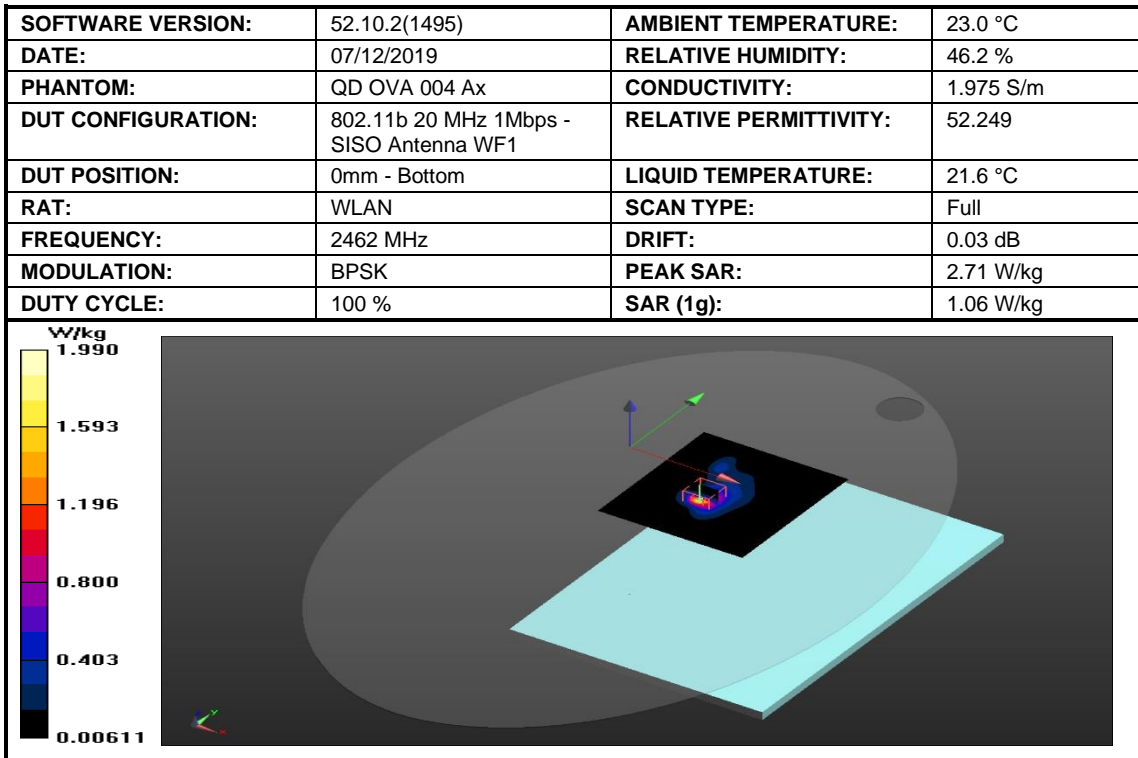 SOFTWARE VERSION: 52.10.2(1495) AMBIENT TEMPERATURE: 23.0 °C
DATE: 07/12/2019 RELATIVE HUMIDITY: 46.2 %
PHANTOM: QD OVA 004 Ax CONDUCTIVITY: 1.975 S/m
DUT CONFIGURATION: 802.11b 20 MHz 1Mbps - RELATIVE PERMITTIVITY: 52.249
SISO Antenna WF1
DUT POSITION: 0mm - Bottom LIQUID TEMPERATURE: 21.6 °C
RAT: WLAN SCAN TYPE: Full
FREQUENCY: 2462 MHz DRIFT: 0.03 dB
MODULATION: BPSK PEAK SAR: 2.71 W/kg
DUTY CYCLE: 100 % SAR (1g): 1.06 W/kg
W/kg
1.990
1.593
1.196
0.800
0.403
0.00611
Y
X